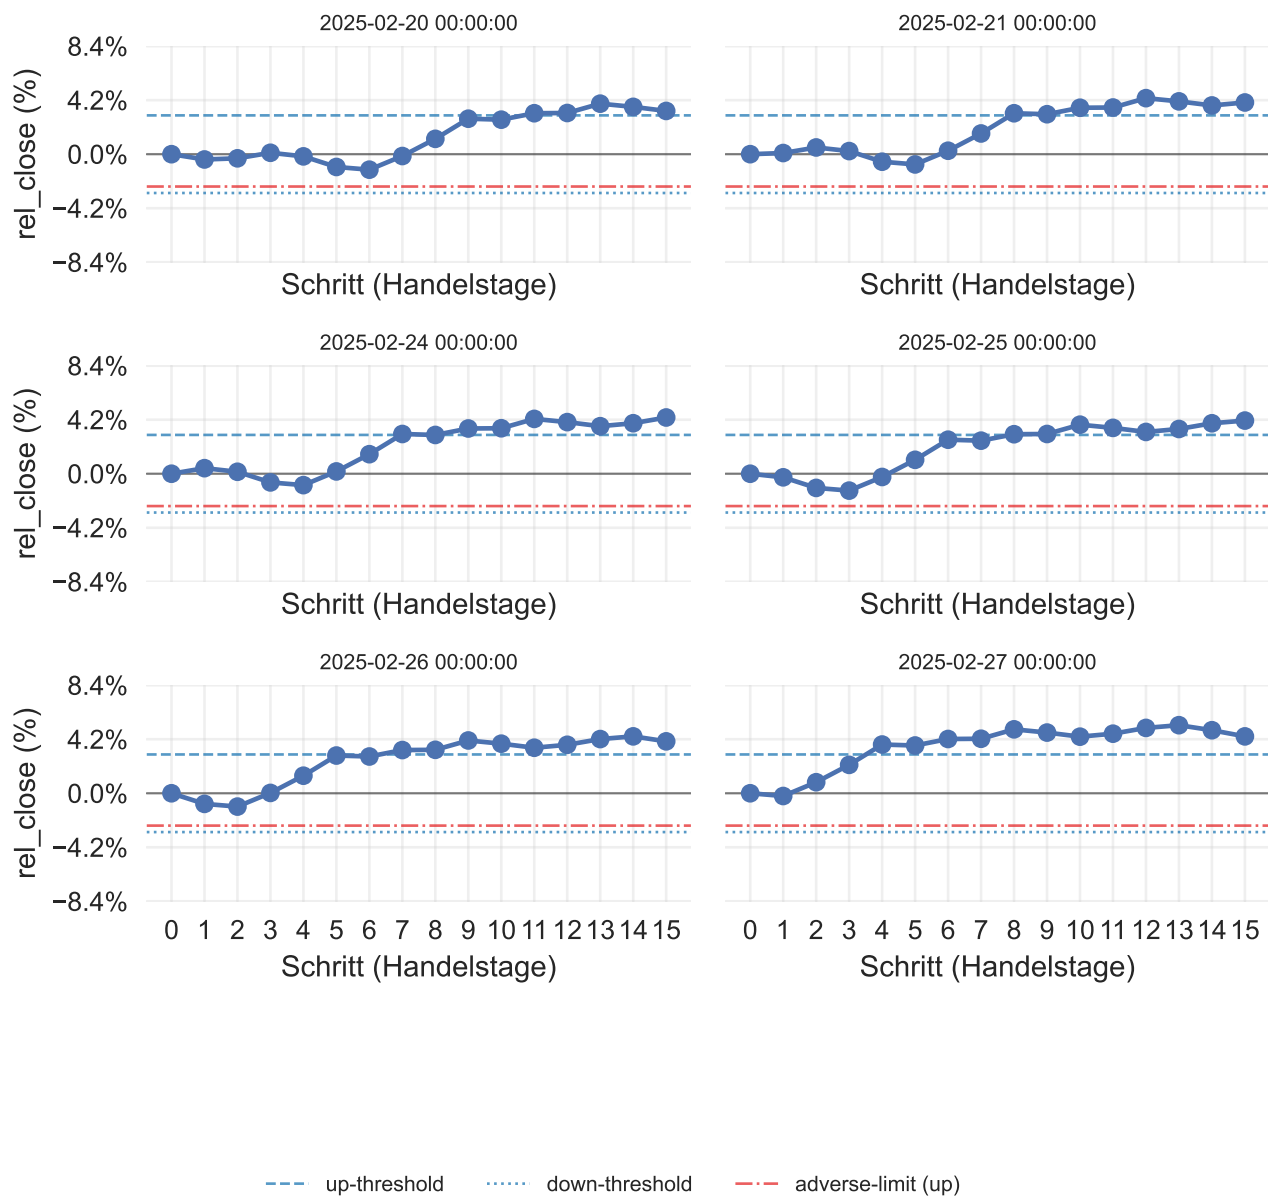 2025-02-20 00:00:00
2025-02-21 00:00:00
rel_close (%)
8.4%
4.2%
0.0%
−4.2%
−8.4%
Schritt (Handelstage)
Schritt (Handelstage)
2025-02-24 00:00:00
2025-02-25 00:00:00
rel_close (%)
8.4%
4.2%
0.0%
−4.2%
−8.4%
Schritt (Handelstage)
Schritt (Handelstage)
2025-02-26 00:00:00
2025-02-27 00:00:00
rel_close (%)
8.4%
4.2%
0.0%
−4.2%
−8.4%
0 1 2 3 4 5 6 7 8 9 10 11 12 13 14 15
0 1 2 3 4 5 6 7 8 9 10 11 12 13 14 15
Schritt (Handelstage)
Schritt (Handelstage)
up-threshold
down-threshold
adverse-limit (up)